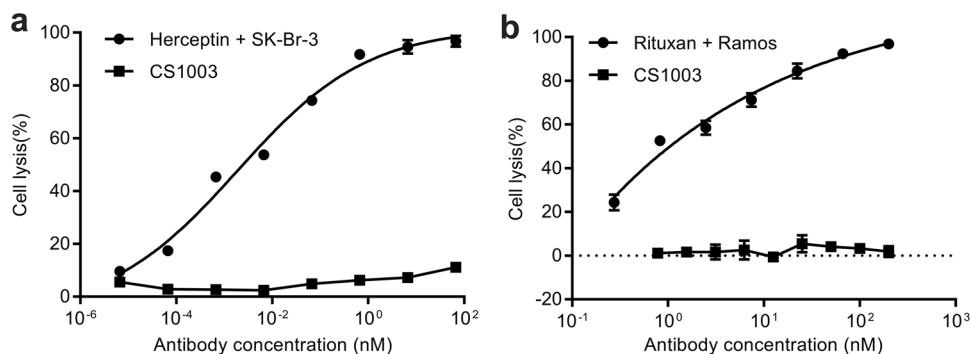 a
Herceptin + SK-Br-3
CS1003
100
80
60
40
20
0
Cell lysis(%)
10⁻⁶
10⁻⁴
10⁻²
10⁰
10²
Antibody concentration (nM)
b
Rituxan + Ramos
CS1003
100
80
60
40
20
0
-20
Cell lysis(%)
10⁻¹
10⁰
10¹
10²
10³
Antibody concentration (nM)